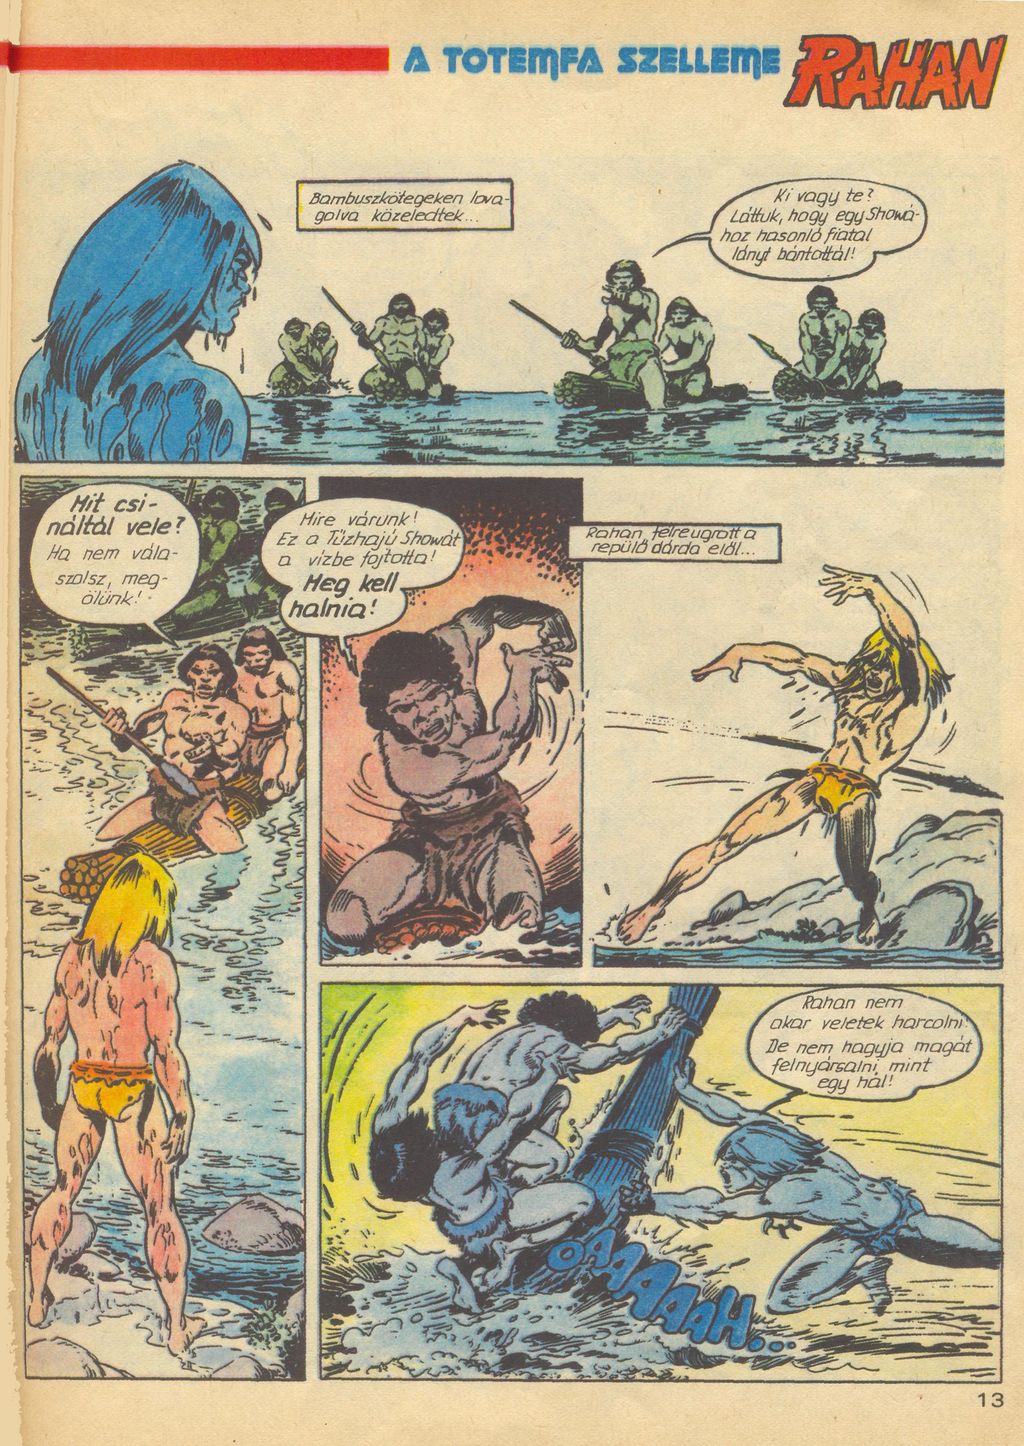 A TOTEMFA SZELLEME
RAHAN
Bambuszkötegeken lova-
golva közeledtek...
Ki vagy te?
Láttuk, hogy egy Showá-
hoz hasonló fiatal
lányt bántottál!
Mit csi-
náltál vele?
Ha nem vála-
szolsz, meg-
ölünk!
Mire várunk!
Ez a Tűzhajú Showát
a vízbe fojtotta!
Meg kell
halnia!
Rahan félreugrott a
repülő dárda elől...
Rahan nem
akar veletek harcolni!
De nem hagyja magát
felnyársalni, mint
egy hal!
OAAAAAH...
13